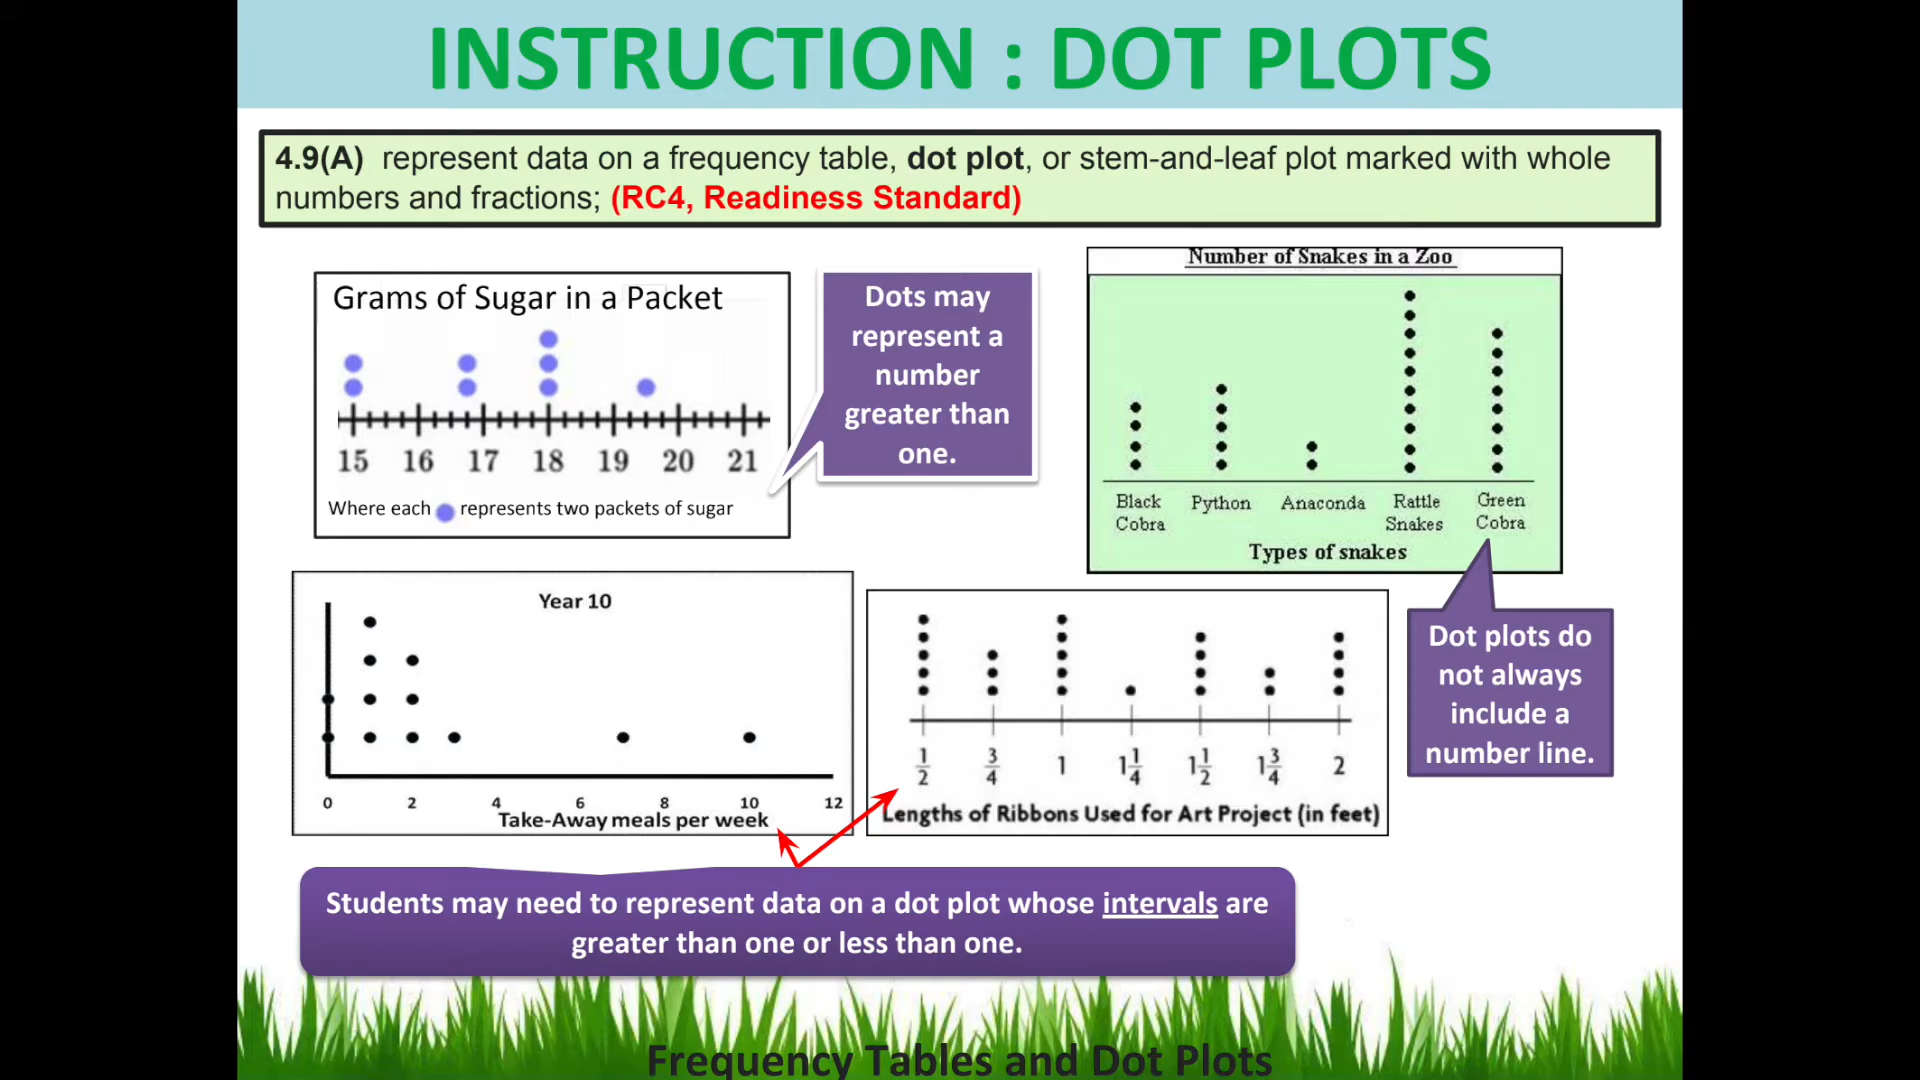 INSTRUCTION : DOT PLOTS
4.9(A) represent data on a frequency table, dot plot, or stem-and-leaf plot marked with whole
numbers and fractions; (RC4, Readiness Standard)
Grams of Sugar in a Packet
15 16 17 18 19 20 21
Where each represents two packets of sugar
Dots may
represent a
number
greater than
one.
Number of Snakes in a Zoo
Black Python Anaconda Rattle Green
Cobra Snakes Cobra
Types of snakes
Year 10
0 2 4 6 8 10 12
Take-Away meals per week
1/2 3/4 1 1 1/4 1 1/2 1 3/4 2
Lengths of Ribbons Used for Art Project (in feet)
Dot plots do
not always
include a
number line.
Students may need to represent data on a dot plot whose intervals are
greater than one or less than one.
Frequency Tables and Dot Plots